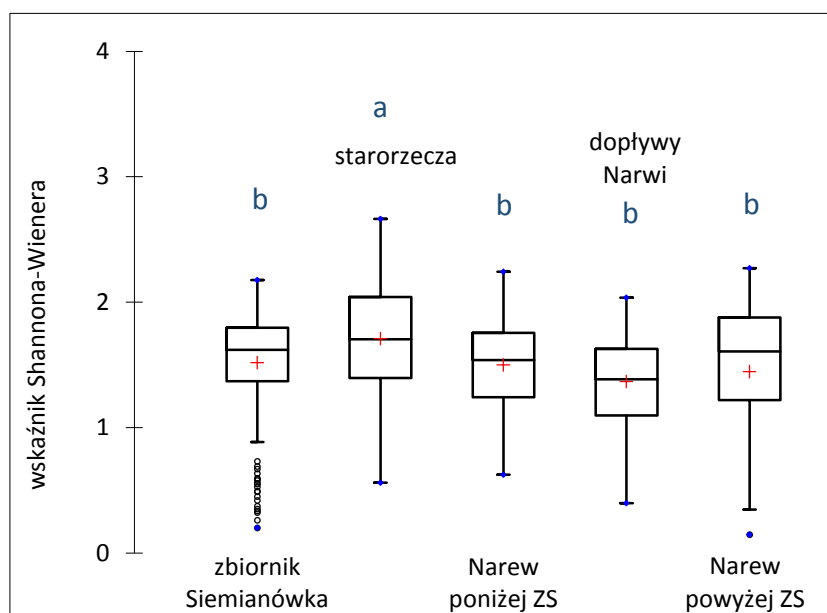 4
a
dopływy
starorzecza
Narwi
3
b
b
b
b
wskaźnik Shannona-Wienera
2
1
0
zbiornik
Siemianówka
Narew
poniżej ZS
Narew
powyżej ZS